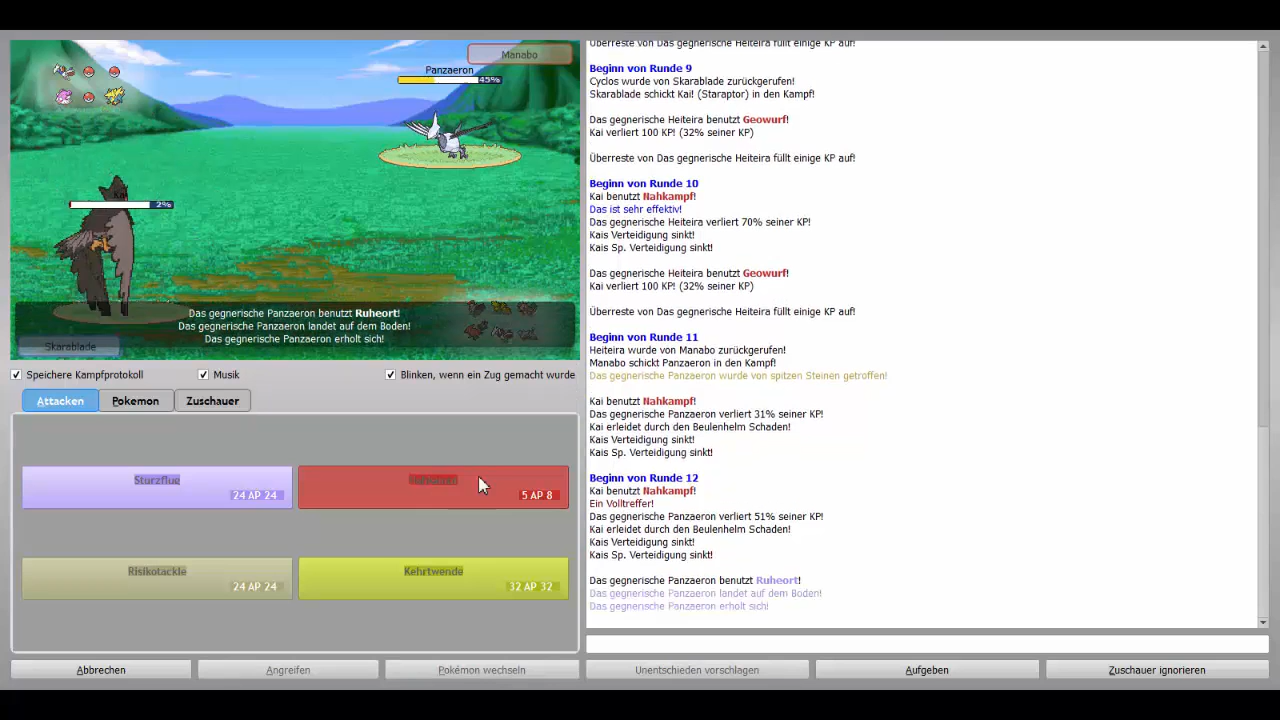 Manabo
Panzaeron
45%
2%
Das gegnerische Panzaeron benutzt Ruheort!
Das gegnerische Panzaeron landet auf dem Boden!
Das gegnerische Panzaeron erholt sich!
Skarablade
Speichere Kampfprotokoll
Musik
Blinken, wenn ein Zug gemacht wurde
Attacken
Pokemon
Zuschauer
Sturzflug
24 AP 24
5 AP 8
Risikotackle
24 AP 24
Kehrtwende
32 AP 32
Abbrechen
Angreifen
Pokémon wechseln
Überreste von Das gegnerische Heiteira füllt einige KP auf!
Beginn von Runde 9
Cyclos wurde von Skarablade zurückgerufen!
Skarablade schickt Kai! (Staraptor) in den Kampf!
Das gegnerische Heiteira benutzt Geowurf!
Kai verliert 100 KP! (32% seiner KP)
Überreste von Das gegnerische Heiteira füllt einige KP auf!
Beginn von Runde 10
Kai benutzt Nahkampf!
Das ist sehr effektiv!
Das gegnerische Heiteira verliert 70% seiner KP!
Kais Verteidigung sinkt!
Kais Sp. Verteidigung sinkt!
Das gegnerische Heiteira benutzt Geowurf!
Kai verliert 100 KP! (32% seiner KP)
Überreste von Das gegnerische Heiteira füllt einige KP auf!
Beginn von Runde 11
Heiteira wurde von Manabo zurückgerufen!
Manabo schickt Panzaeron in den Kampf!
Das gegnerische Panzaeron wurde von spitzen Steinen getroffen!
Kai benutzt Nahkampf!
Das gegnerische Panzaeron verliert 31% seiner KP!
Kai erleidet durch den Beulenhelm Schaden!
Kais Verteidigung sinkt!
Kais Sp. Verteidigung sinkt!
Beginn von Runde 12
Kai benutzt Nahkampf!
Ein Volltreffer!
Das gegnerische Panzaeron verliert 51% seiner KP!
Kai erleidet durch den Beulenhelm Schaden!
Kais Verteidigung sinkt!
Kais Sp. Verteidigung sinkt!
Das gegnerische Panzaeron benutzt Ruheort!
Das gegnerische Panzaeron landet auf dem Boden!
Das gegnerische Panzaeron erholt sich!
Unentschieden vorschlagen
Aufgeben
Zuschauer ignorieren